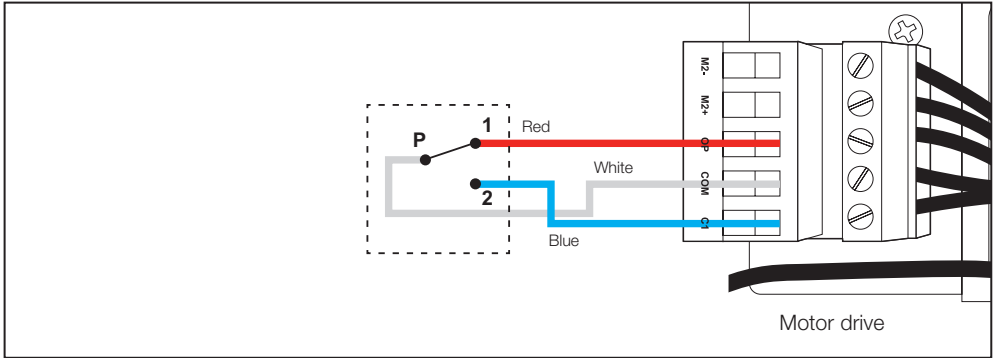 M2-
M2+
OP
COM
C1
P
1
2
Red
White
Blue
Motor drive